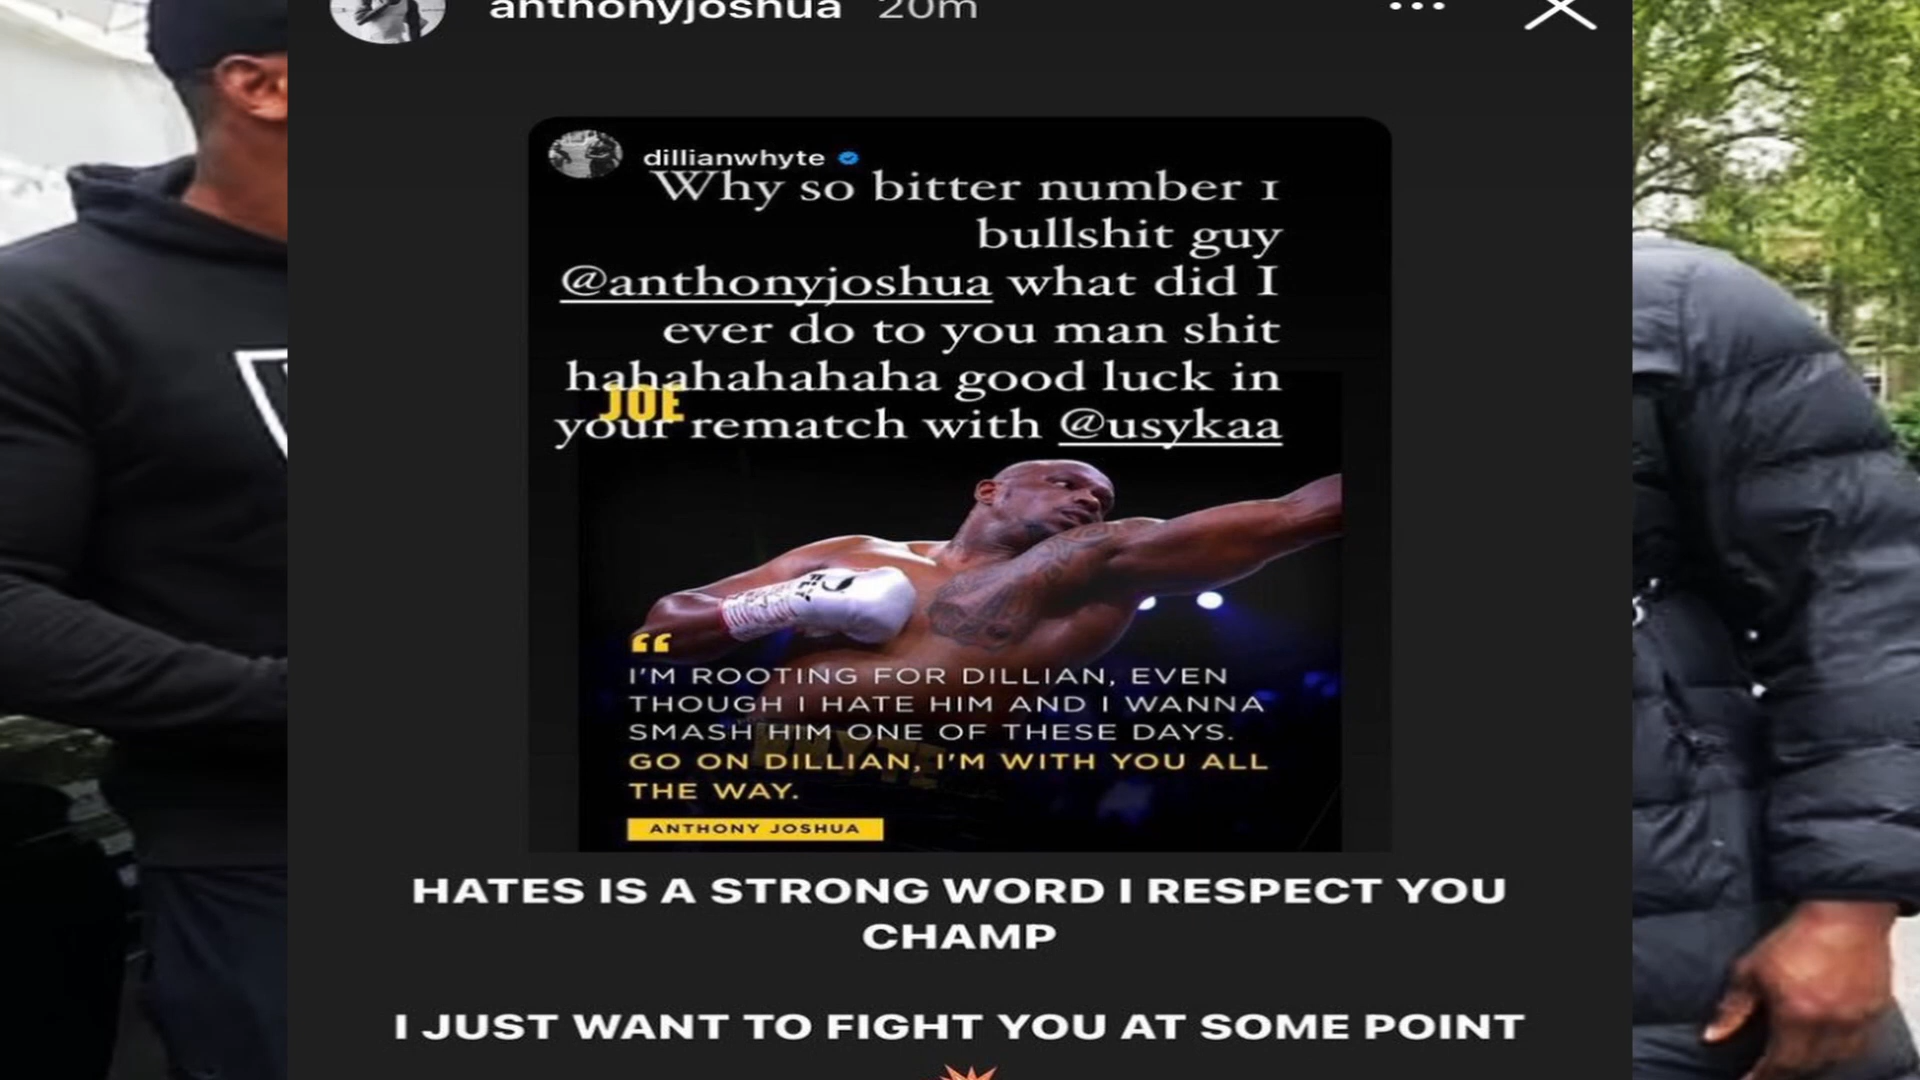 anthonyjoshua 20m
dillianwhyte
Why so bitter number 1
bullshit guy
@anthonyjoshua what did I
ever do to you man shit
hahahahahaha good luck in
JOE
your rematch with @usykaa
I'M ROOTING FOR DILLIAN, EVEN
THOUGH I HATE HIM AND I WANNA
SMASH HIM ONE OF THESE DAYS.
GO ON DILLIAN, I'M WITH YOU ALL
THE WAY.
ANTHONY JOSHUA
HATES IS A STRONG WORD I RESPECT YOU
CHAMP
I JUST WANT TO FIGHT YOU AT SOME POINT